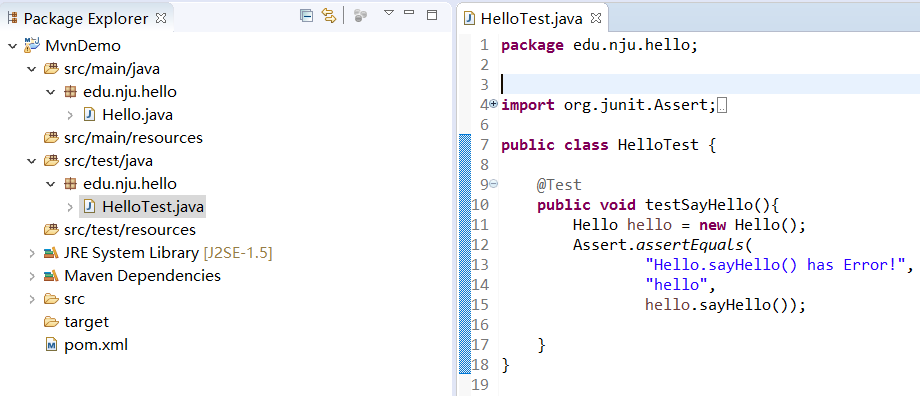 Package Explorer
MvnDemo
src/main/java
edu.nju.hello
Hello.java
src/main/resources
src/test/java
edu.nju.hello
HelloTest.java
src/test/resources
JRE System Library [J2SE-1.5]
Maven Dependencies
src
target
pom.xml
HelloTest.java
1 package edu.nju.hello;
2
3
4 import org.junit.Assert;
6
7 public class HelloTest {
8
9 @Test
10 public void testSayHello(){
11 Hello hello = new Hello();
12 Assert.assertEquals(
13 "Hello.sayHello() has Error!",
14 "hello",
15 hello.sayHello());
16
17 }
18 }
19